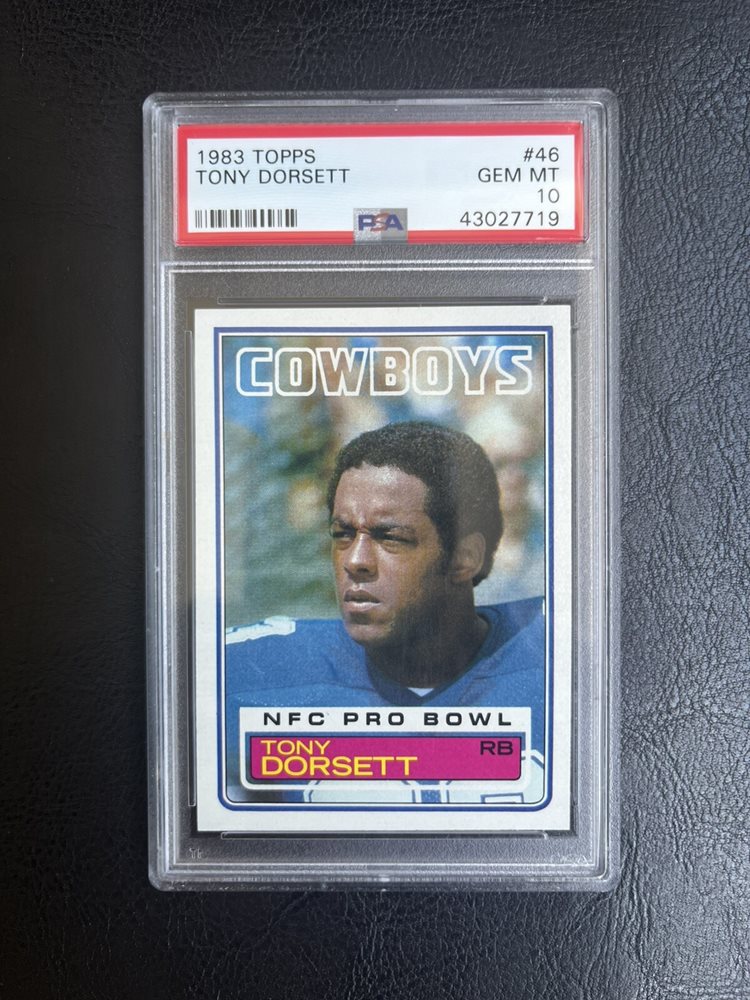 1983 TOPPS #46
TONY DORSETT GEM MT
10
PSA 43027719
COWBOYS
NFC PRO BOWL
TONY RB
DORSETT